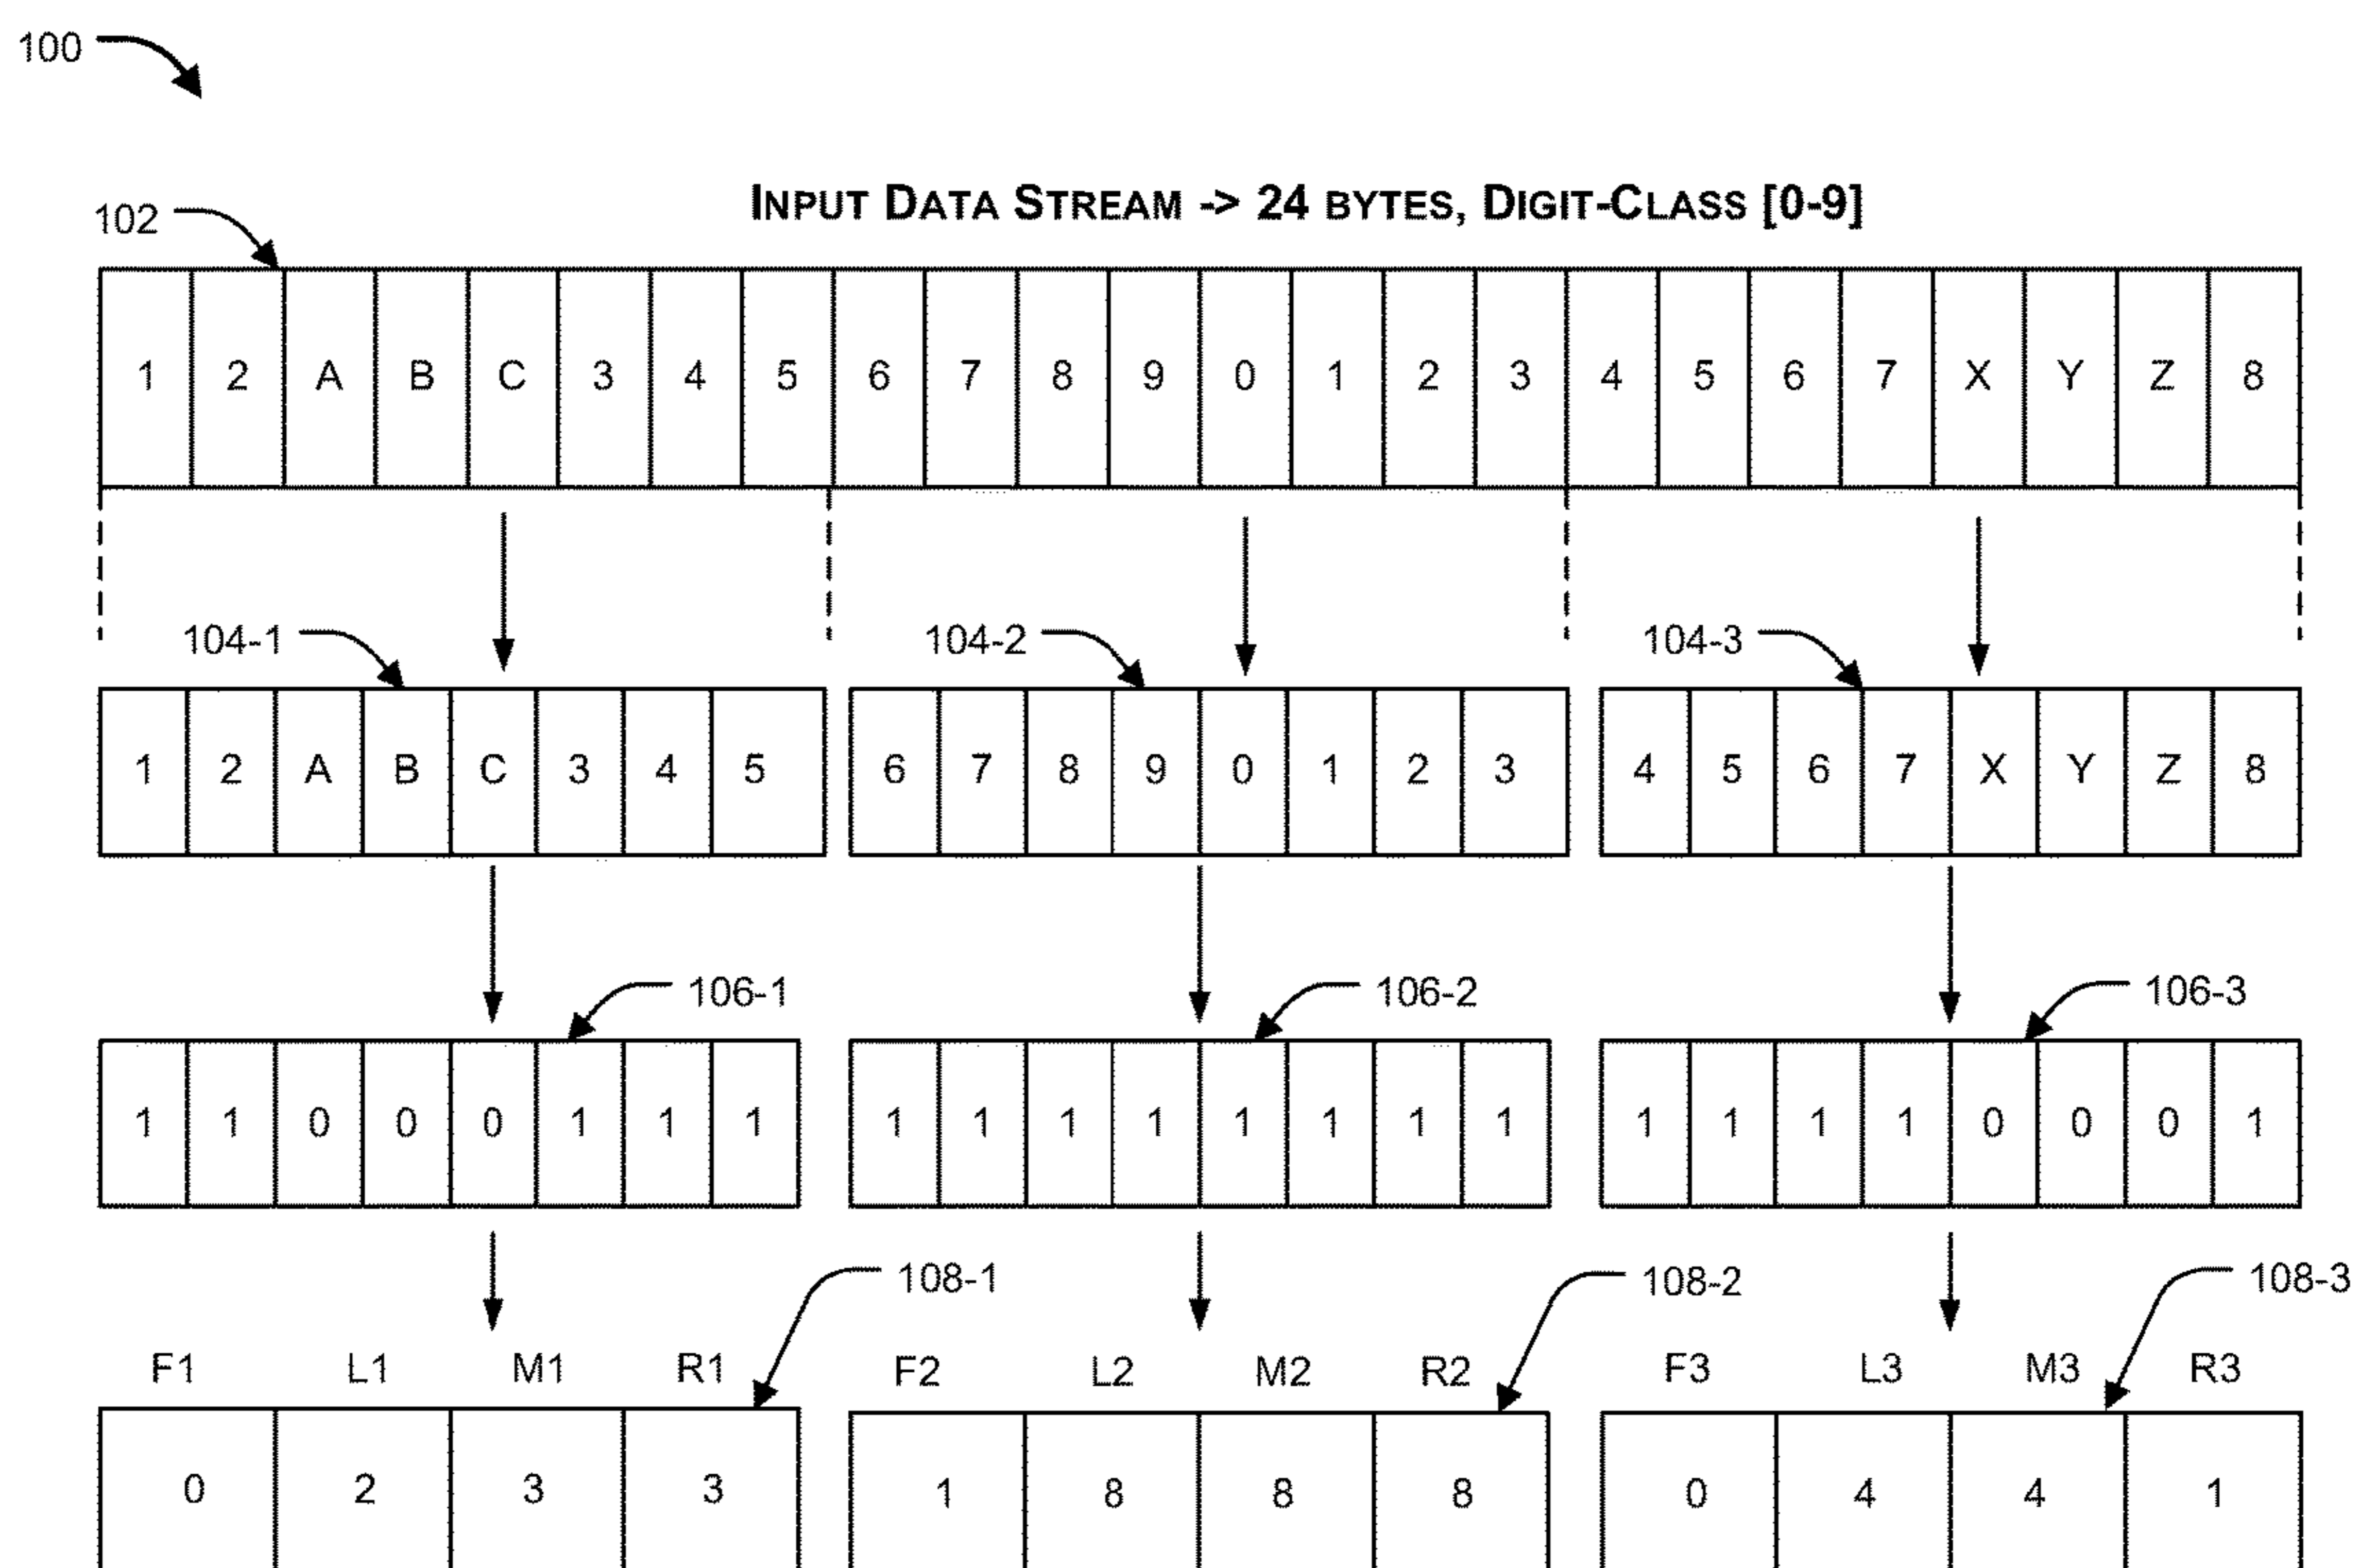 100
INPUT DATA STREAM -> 24 BYTES, DIGIT-CLASS [0-9]
102
1 2 A B C 3 4 5 6 7 8 9 0 1 2 3 4 5 6 7 X Y Z 8
104-1 104-2 104-3
1 2 A B C 3 4 5 6 7 8 9 0 1 2 3 4 5 6 7 X Y Z 8
106-1 106-2 106-3
1 1 0 0 0 1 1 1 1 1 1 1 1 1 1 1 1 1 1 1 0 0 0 1
108-1 108-2 108-3
F1 L1 M1 R1 F2 L2 M2 R2 F3 L3 M3 R3
0 2 3 3 1 8 8 8 0 4 4 1